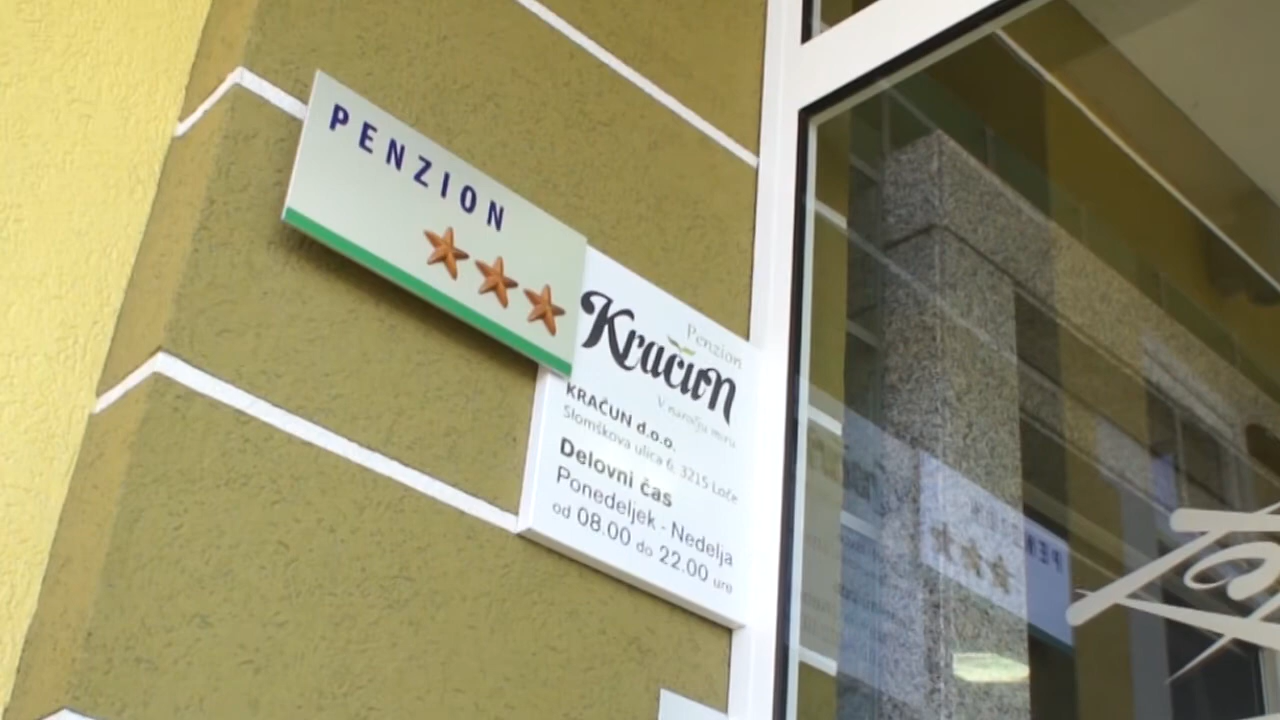 PENZION
Penzion
Kračun
V naročju miru
KRAČUN d.o.o.
Slomškova ulica 6, 3215 Loče
Delovni čas
Ponedeljek - Nedelja
od 08.00 do 22.00 ure